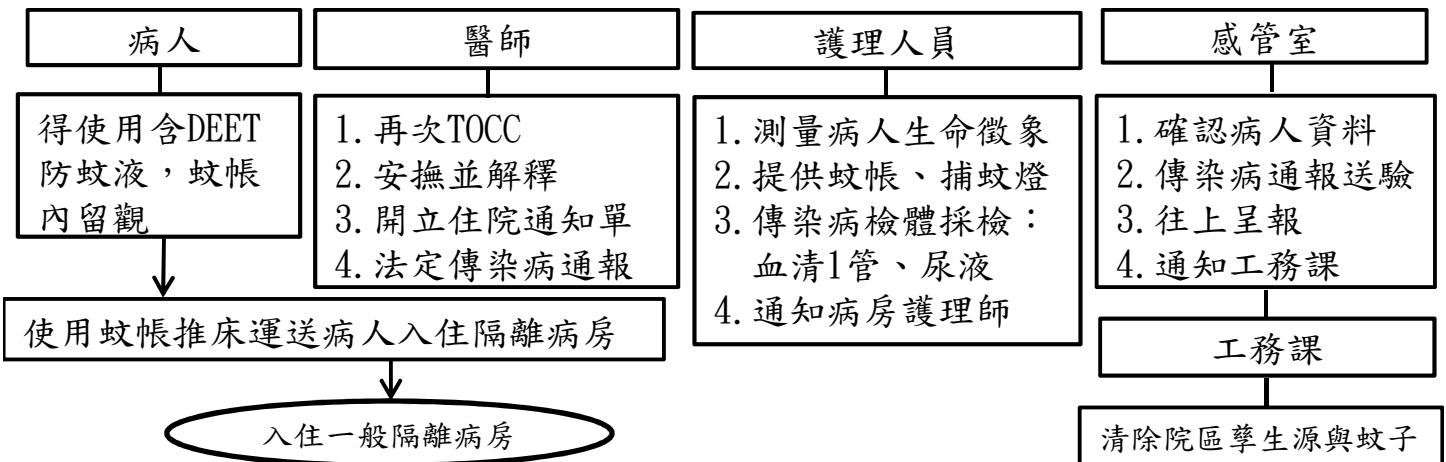 病人
得使用含DEET
防蚊液，蚊帳
內留觀
使用蚊帳推床運送病人入住隔離病房
入住一般隔離病房
醫師
1. 再次TOCC
2. 安撫並解釋
3. 開立住院通知單
4. 法定傳染病通報
護理人員
1. 測量病人生命徵象
2. 提供蚊帳、捕蚊燈
3. 傳染病檢體採檢：
血清1管、尿液
4. 通知病房護理師
感管室
1. 確認病人資料
2. 傳染病通報送驗
3. 往上呈報
4. 通知工務課
工務課
清除院區孳生源與蚊子